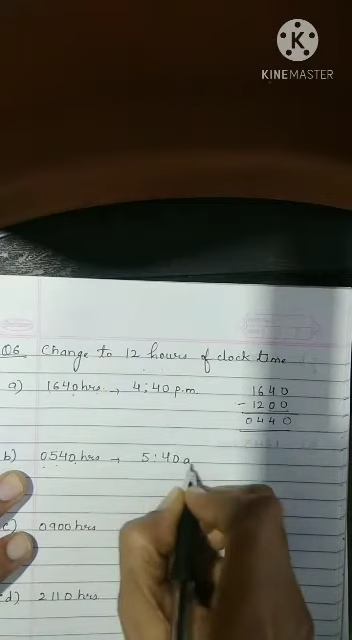 K
KINEMASTER
Q6 Change to 12 hours of clock time
a) 1640 hrs → 4:40 p.m. 1640
- 1200
0440
b) 0540 hrs → 5:40 a
c) 0900 hrs
d) 2110 hrs.